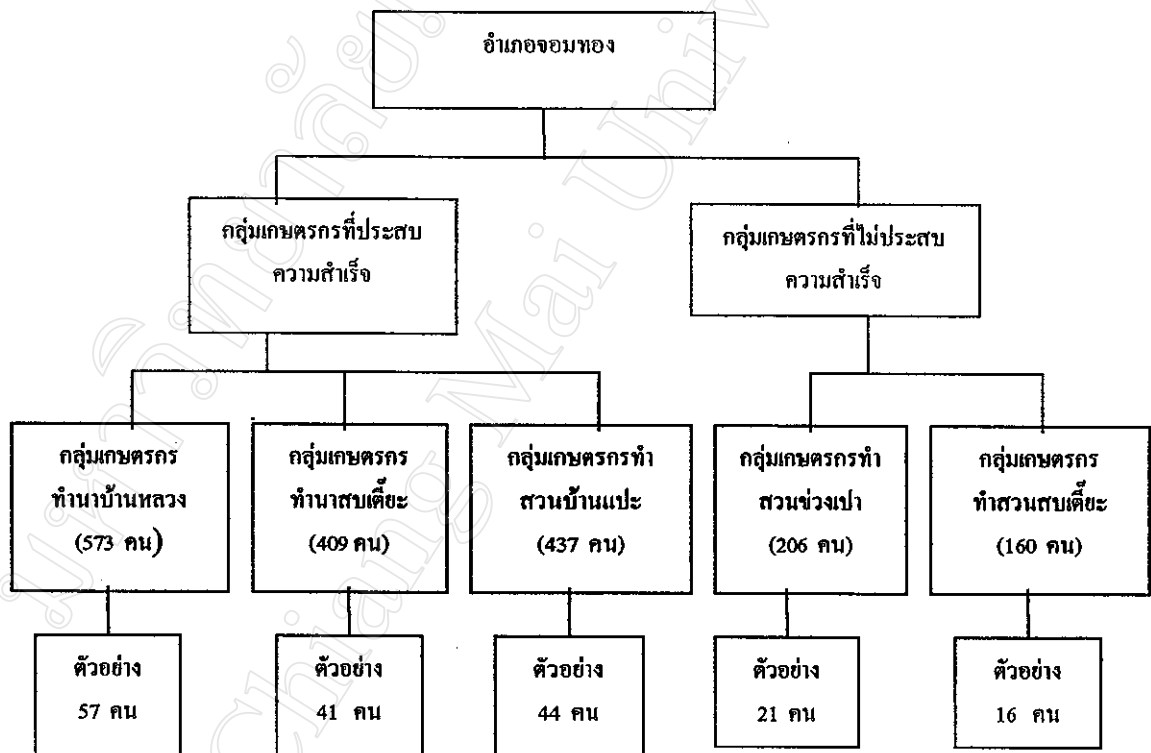 อำเภอจอมทอง
กลุ่มเกษตรกรที่ประสบ
ความสำเร็จ
กลุ่มเกษตรกรที่ไม่ประสบ
ความสำเร็จ
กลุ่มเกษตรกร
ทำนาบ้านหลวง
(573 คน)
กลุ่มเกษตรกร
ทำนาสบเตี๊ยะ
(409 คน)
กลุ่มเกษตรกรทำ
สวนบ้านแปะ
(437 คน)
กลุ่มเกษตรกรทำ
สวนข่วงเปา
(206 คน)
กลุ่มเกษตรกร
ทำสวนสบเตี๊ยะ
(160 คน)
ตัวอย่าง
57 คน
ตัวอย่าง
41 คน
ตัวอย่าง
44 คน
ตัวอย่าง
21 คน
ตัวอย่าง
16 คน
Chiang Mai Univ